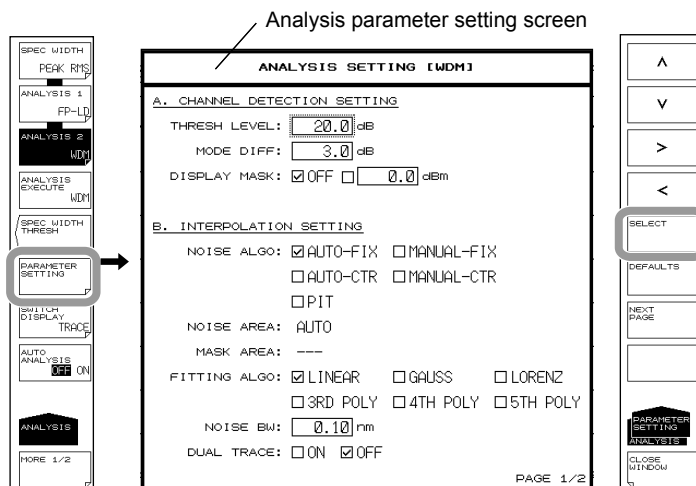 Analysis parameter setting screen
SPEC WIDTH
PEAK RMS
ANALYSIS 1
FP-LD
ANALYSIS 2
WDM
ANALYSIS
EXECUTE
WDM
SPEC WIDTH
THRESH
PARAMETER
SETTING
SWITCH
DISPLAY
TRACE
AUTO
ANALYSIS
OFF ON
ANALYSIS
MORE 1/2
ANALYSIS SETTING [WDM]
A. CHANNEL DETECTION SETTING
THRESH LEVEL: 20.0 dB
MODE DIFF: 3.0 dB
DISPLAY MASK: ☑OFF ☐ 0.0 dBm
B. INTERPOLATION SETTING
NOISE ALGO: ☑AUTO-FIX ☐MANUAL-FIX
☐AUTO-CTR ☐MANUAL-CTR
☐PIT
NOISE AREA: AUTO
MASK AREA: ---
FITTING ALGO: ☑LINEAR ☐GAUSS ☐LORENZ
☐3RD POLY ☐4TH POLY ☐5TH POLY
NOISE BW: 0.10 nm
DUAL TRACE: ☐ON ☑OFF
PAGE 1/2
SELECT
DEFAULTS
NEXT
PAGE
PARAMETER
SETTING
ANALYSIS
CLOSE
WINDOW